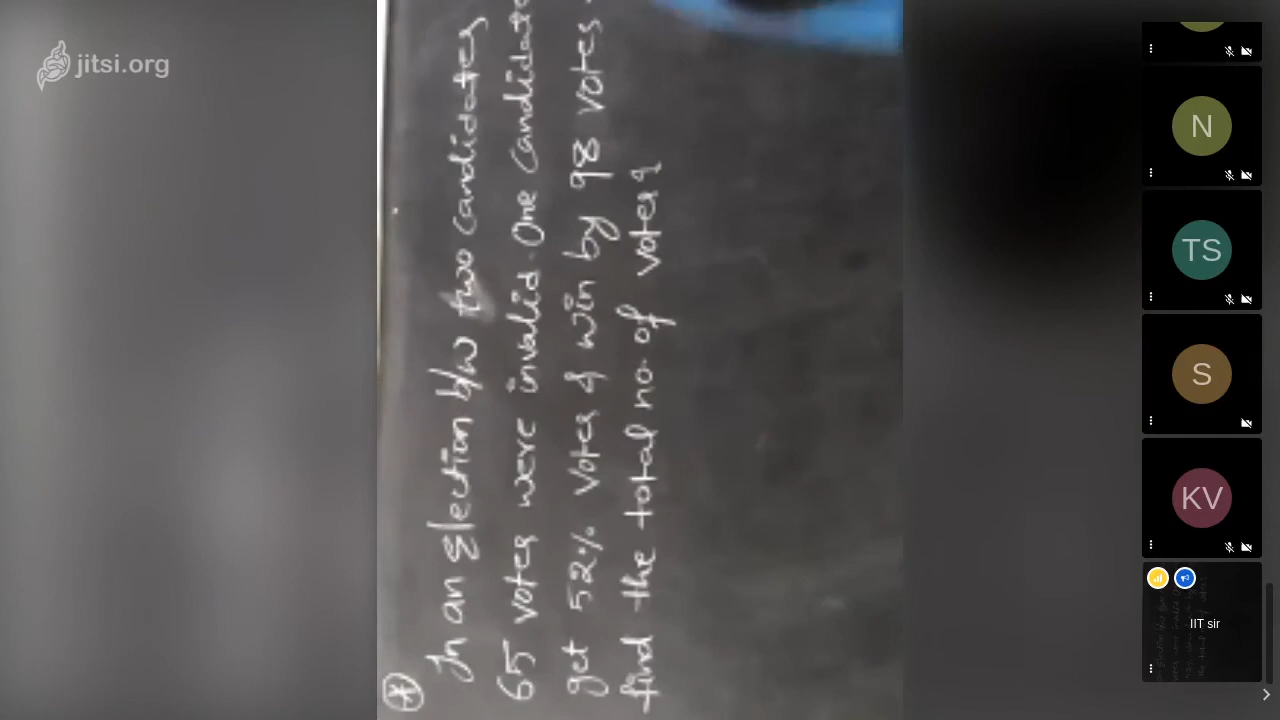 jitsi.org
* In an Election b/w two candidates
65 votes were invalid. One Candidate
get 52% votes & win by 98 votes.
find the total no. of votes?
N
TS
S
KV
IIT sir